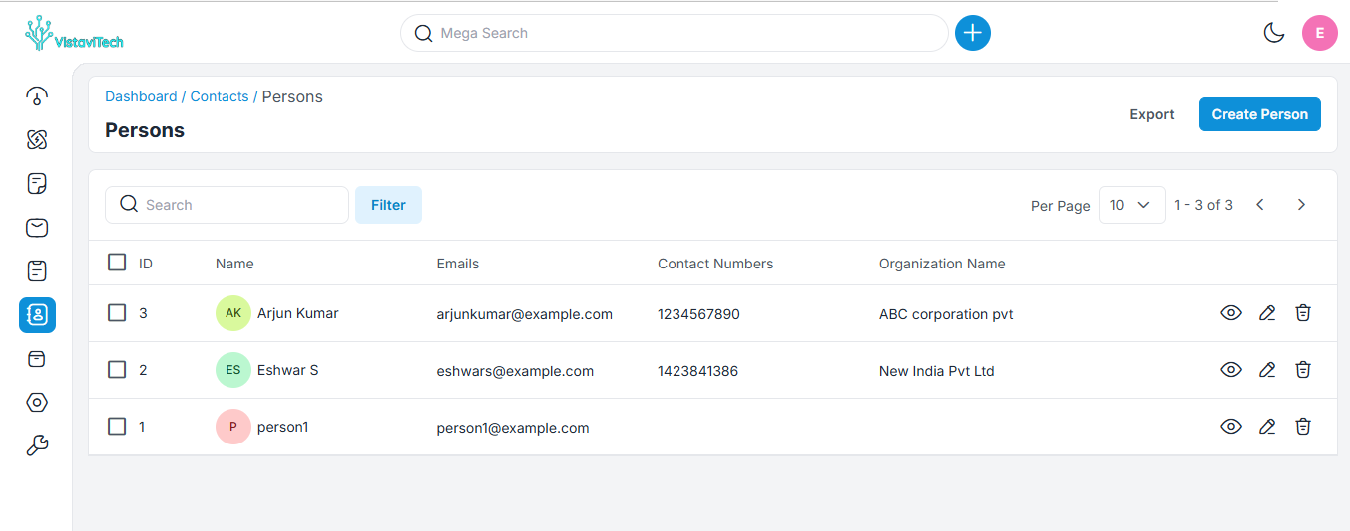 VistaviTech
Mega Search
E
Dashboard / Contacts / Persons
Persons
Export
Create Person
Search
Filter
Per Page
10
1 - 3 of 3
ID Name Emails Contact Numbers Organization Name
3 AK Arjun Kumar arjunkumar@example.com 1234567890 ABC corporation pvt
2 ES Eshwar S eshwars@example.com 1423841386 New India Pvt Ltd
1 P person1 person1@example.com